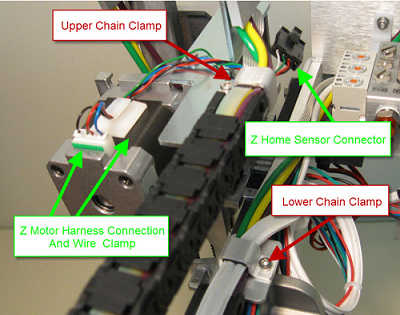 Upper Chain Clamp
Z Home Sensor Connector
Lower Chain Clamp
Z Motor Harness Connection
And Wire Clamp